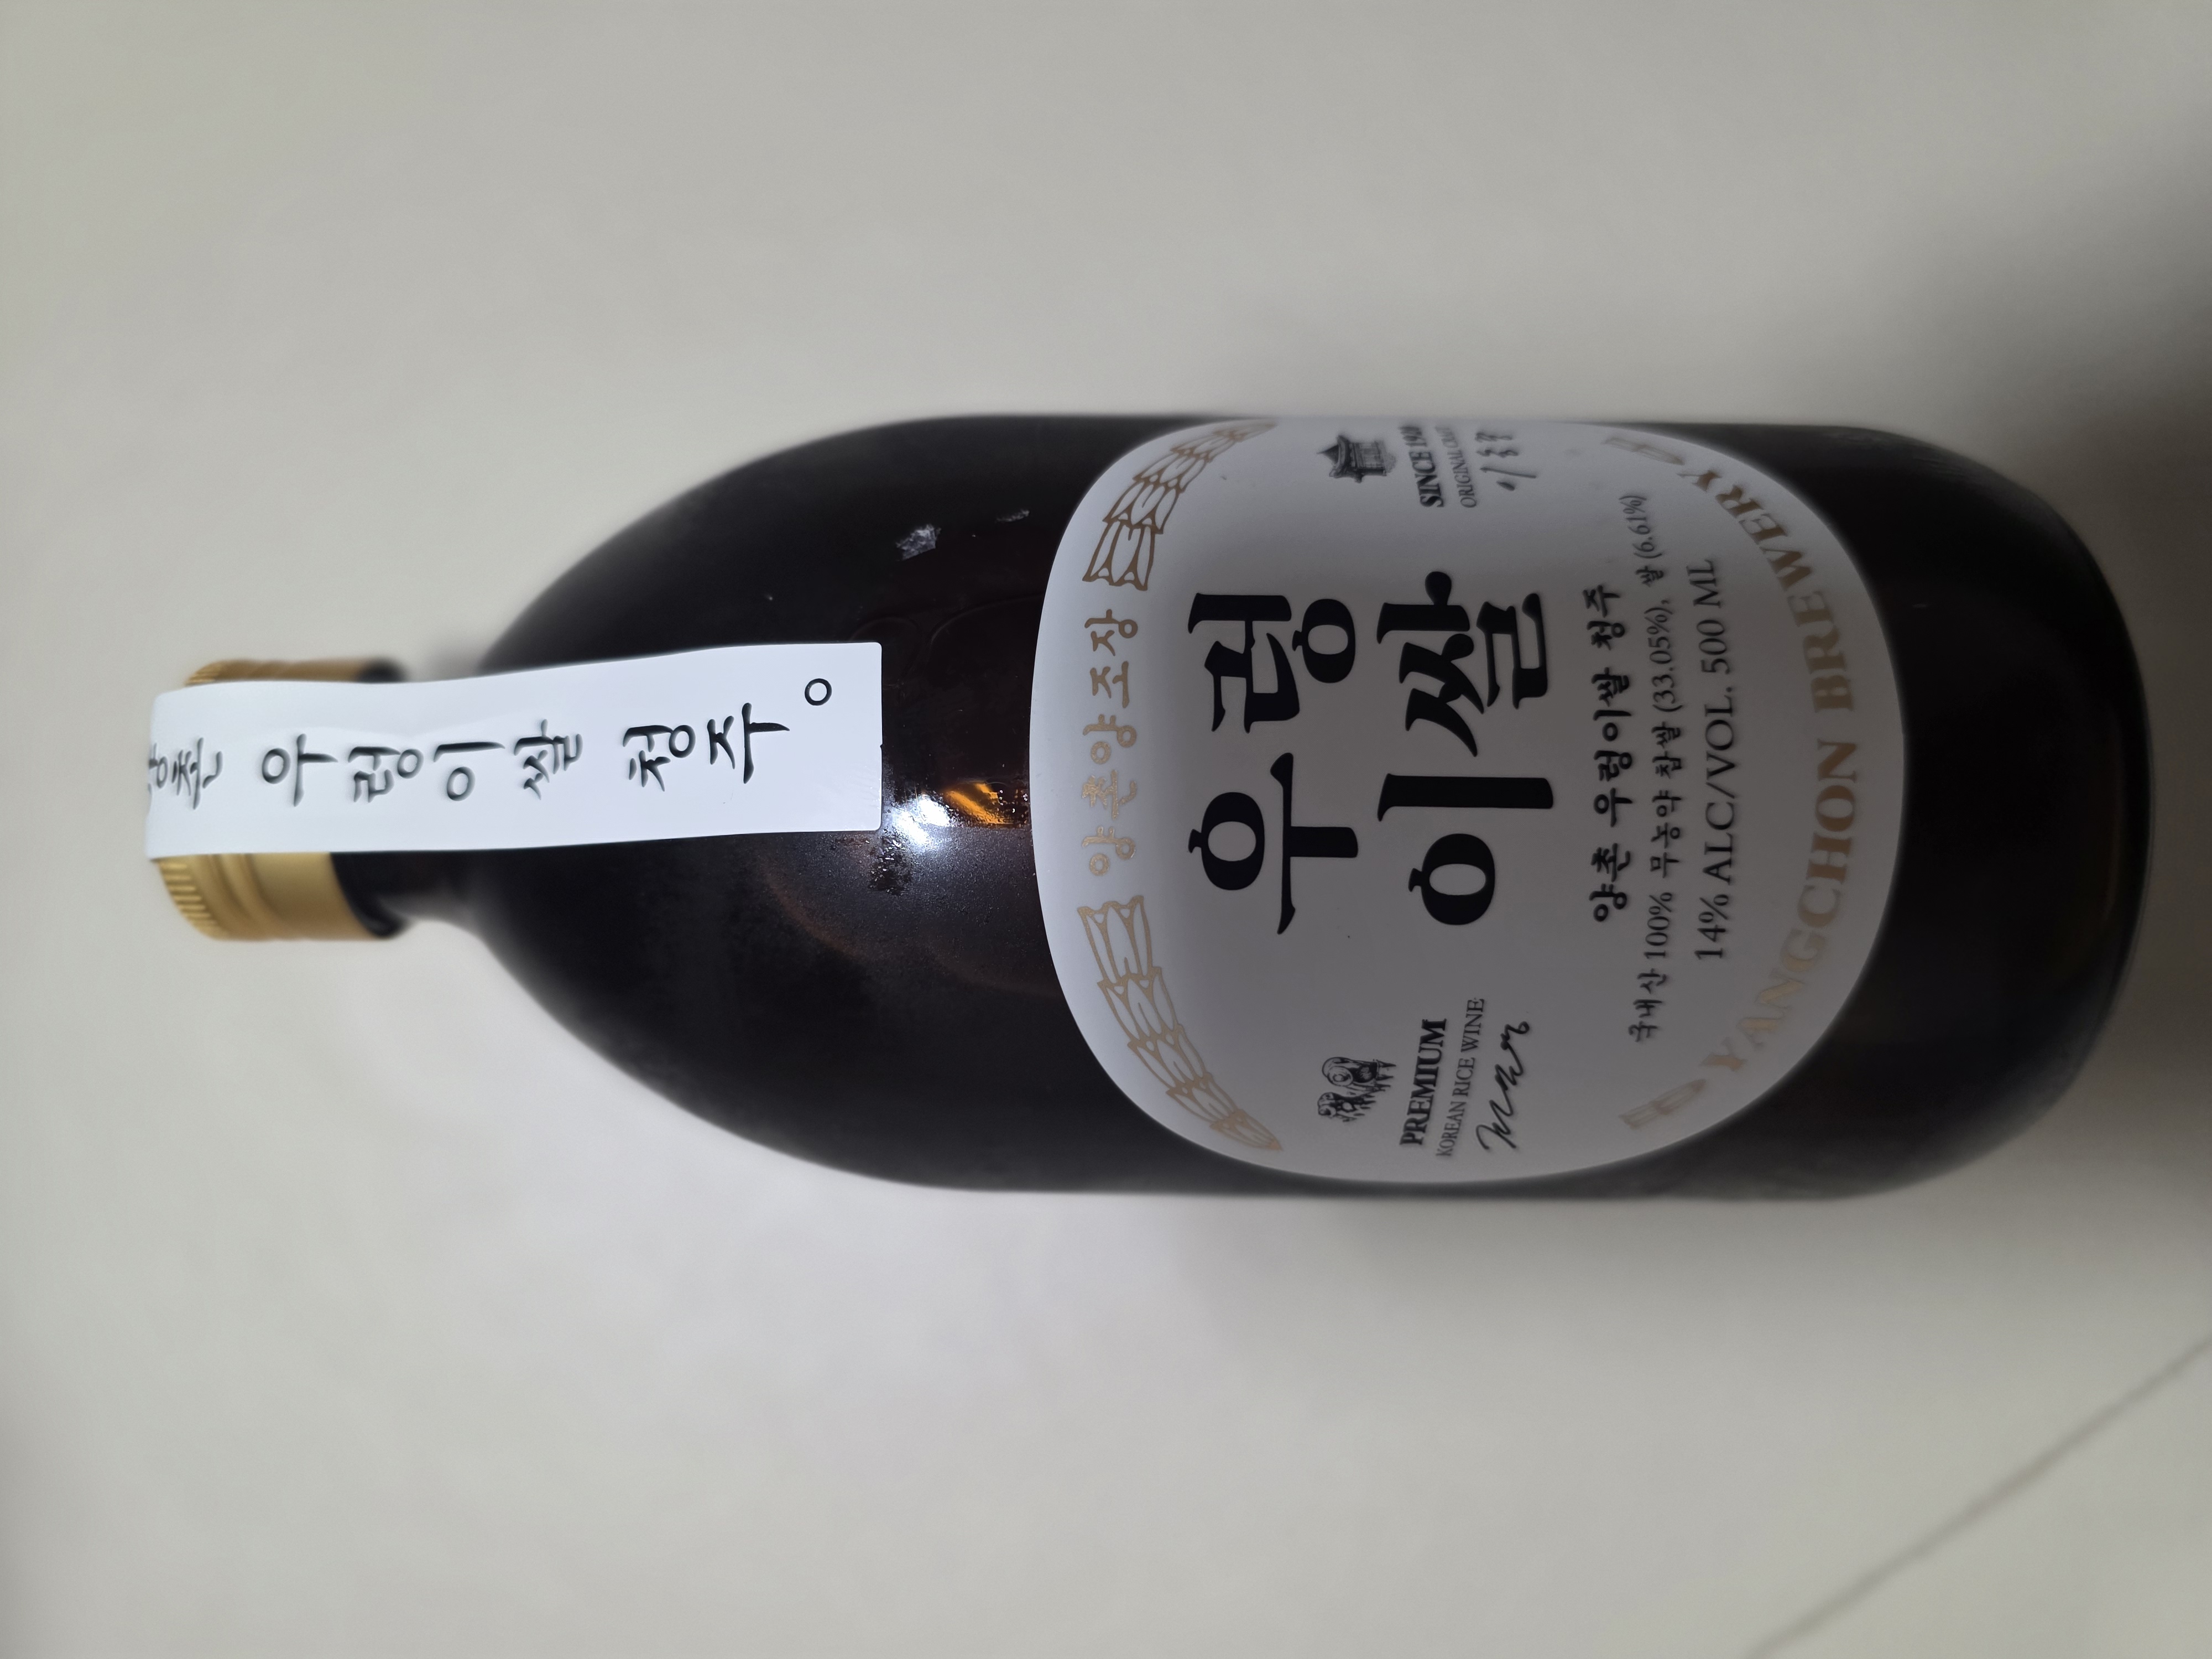 양촌 우렁이쌀 청주。
양촌양조장
우렁
이쌀
PREMIUM
KOREAN RICE WINE
SINCE
ORIGINAL
양촌 우렁이쌀 청주
국내산 100% 무농약 찹쌀 (33.05%), 쌀 (6.61%)
14% ALC/VOL. 500 ML
YANGCHON BREWERY